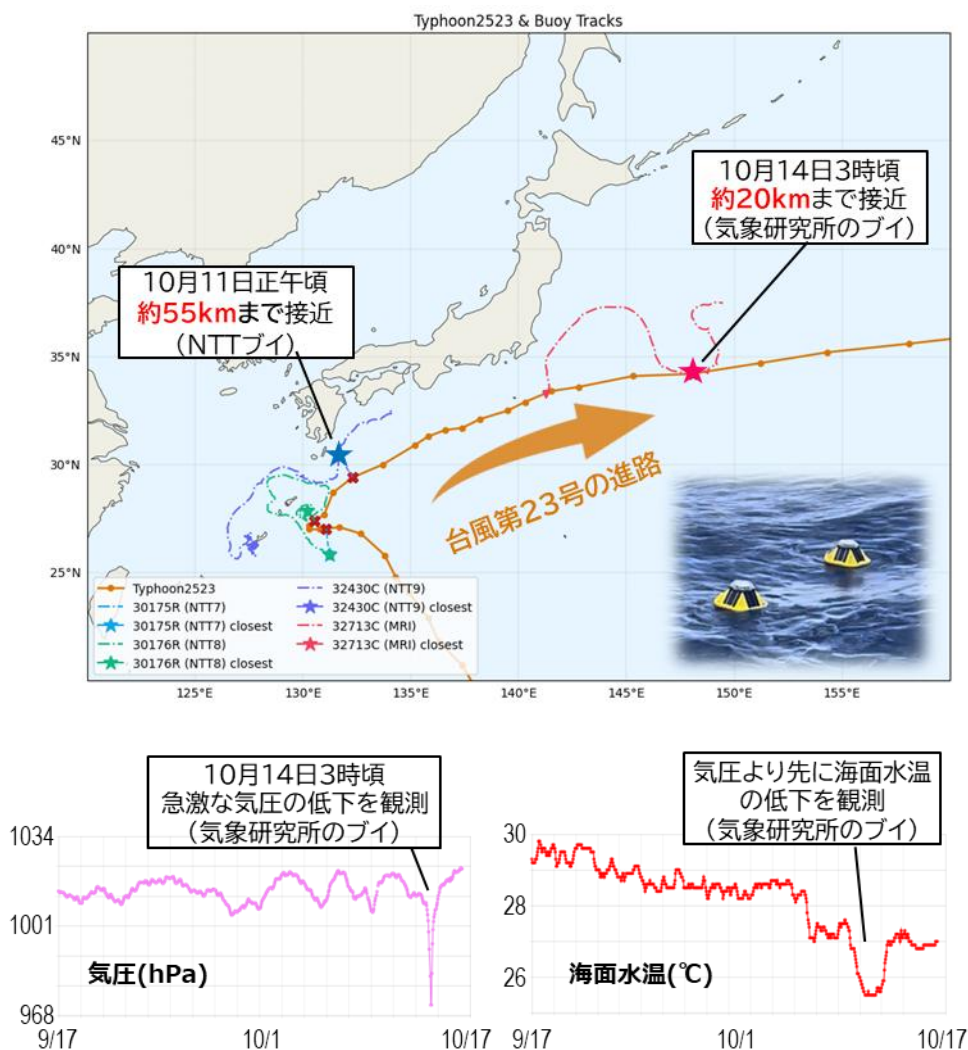 Typhoon2523 & Buoy Tracks
45°N
40°N
35°N
30°N
25°N
10月14日3時頃
約20kmまで接近
(気象研究所のブイ)
10月11日正午頃
約55kmまで接近
(NTTブイ)
台風第23号の進路
Typhoon2523
30175R (NTT7)
30175R (NTT7) closest
30176R (NTT8)
30176R (NTT8) closest
32430C (NTT9)
32430C (NTT9) closest
32713C (MRI)
32713C (MRI) closest
125°E 130°E 135°E 140°E 145°E 150°E 155°E
10月14日3時頃
急激な気圧の低下を観測
(気象研究所のブイ)
1034
1001
968
気圧(hPa)
9/17 10/1 10/17
気圧より先に海面水温
の低下を観測
(気象研究所のブイ)
30
28
26
海面水温(℃)
9/17 10/1 10/17